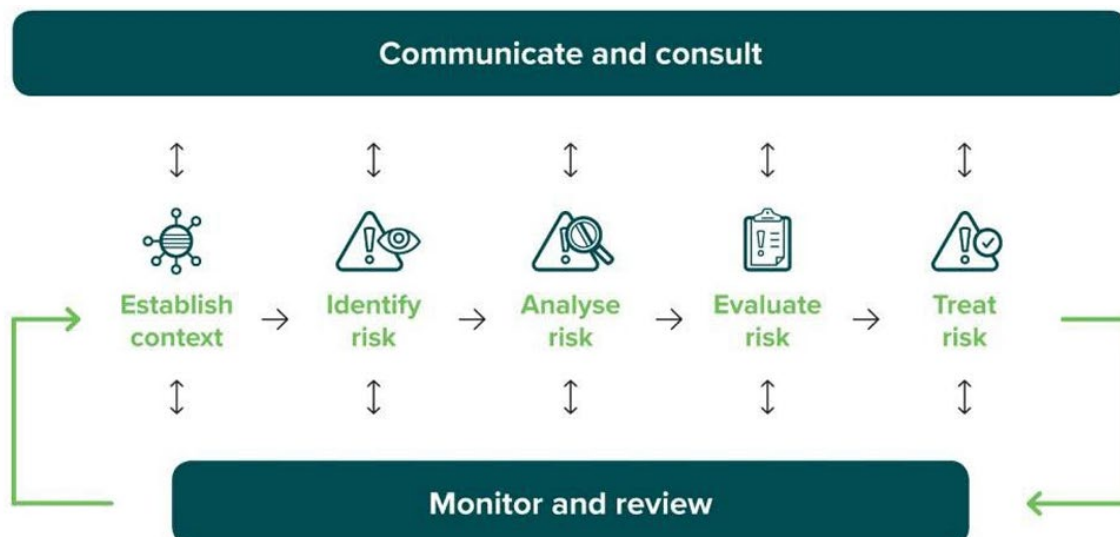 Communicate and consult
Establish
context
Identify
risk
Analyse
risk
Evaluate
risk
Treat
risk
Monitor and review